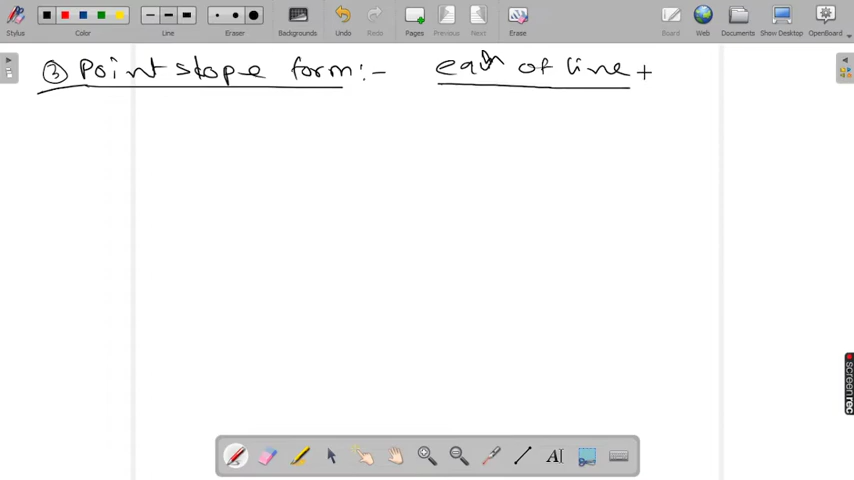 Stylus
Color
Line
Eraser
Backgrounds
Undo
Redo
Pages
Previous
Next
Erase
Board
Web
Documents
Show Desktop
OpenBoard
③ Point slope form:- eqn of line +
screenrec